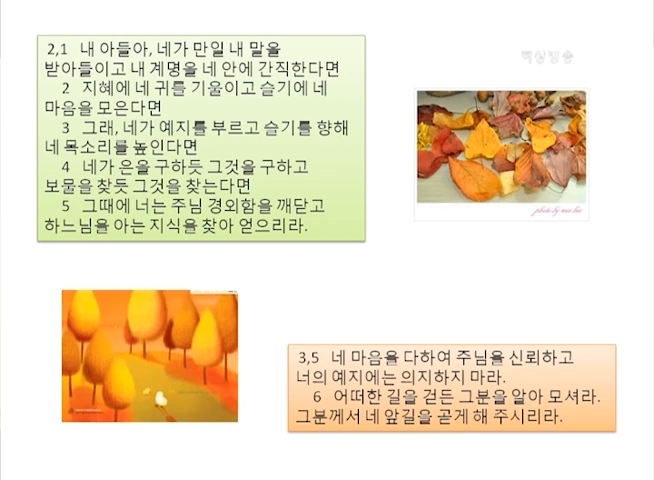 2,1 내 아들아, 네가 만일 내 말을
받아들이고 내 계명을 네 안에 간직한다면
2 지혜에 네 귀를 기울이고 슬기에 네
마음을 모은다면
3 그래, 네가 예지를 부르고 슬기를 향해
네 목소리를 높인다면
4 네가 은을 구하듯 그것을 구하고
보물을 찾듯 그것을 찾는다면
5 그때에 너는 주님 경외함을 깨닫고
하느님을 아는 지식을 찾아 얻으리라.
photo by
3,5 네 마음을 다하여 주님을 신뢰하고
너의 예지에는 의지하지 마라.
6 어떠한 길을 걷든 그분을 알아 모셔라.
그분께서 네 앞길을 곧게 해 주시리라.